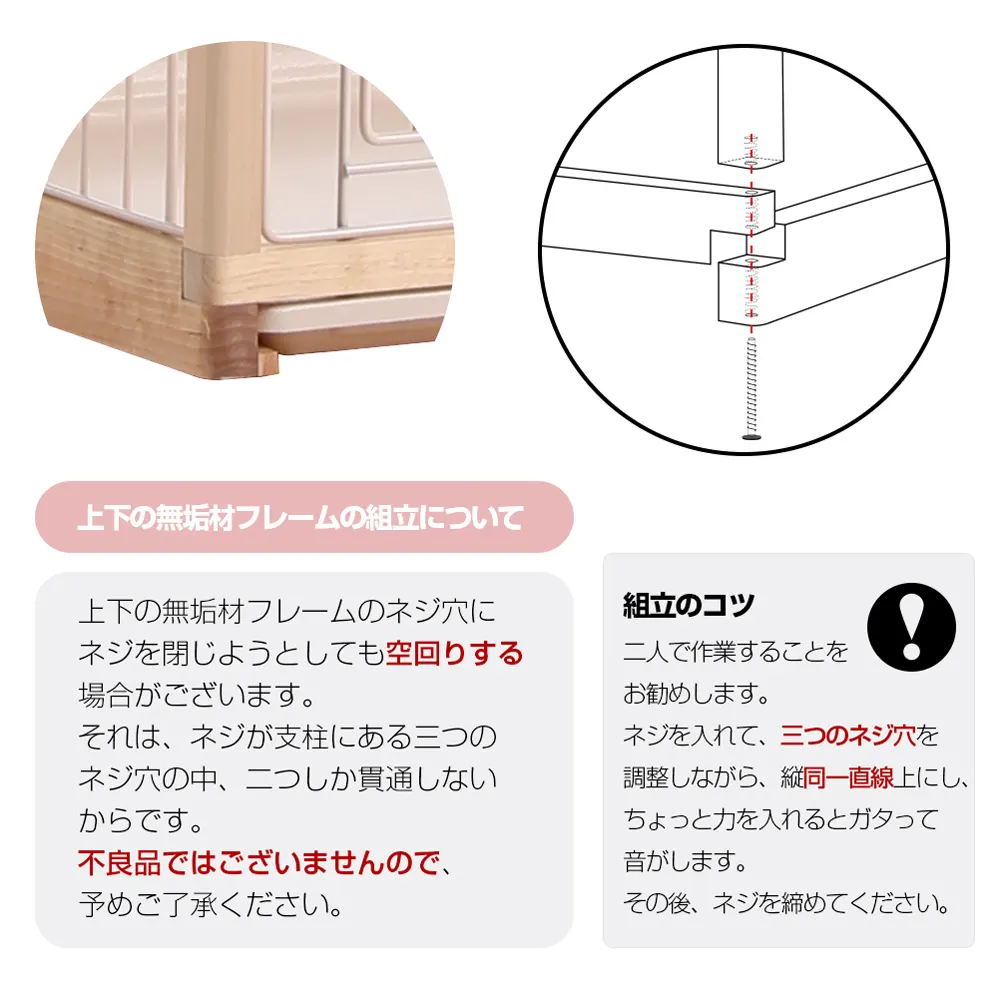 上下の無垢材フレームの組立について
上下の無垢材フレームのネジ穴に
ネジを閉じようとしても空回りする
場合がございます。
それは、ネジが支柱にある三つの
ネジ穴の中、二つしか貫通しない
からです。
不良品ではございませんので、
予めご了承ください。
組立のコツ
二人で作業することを
お勧めします。
ネジを入れて、三つのネジ穴を
調整しながら、縦同一直線上にし、
ちょっと力を入れるとガタって
音がします。
その後、ネジを締めてください。